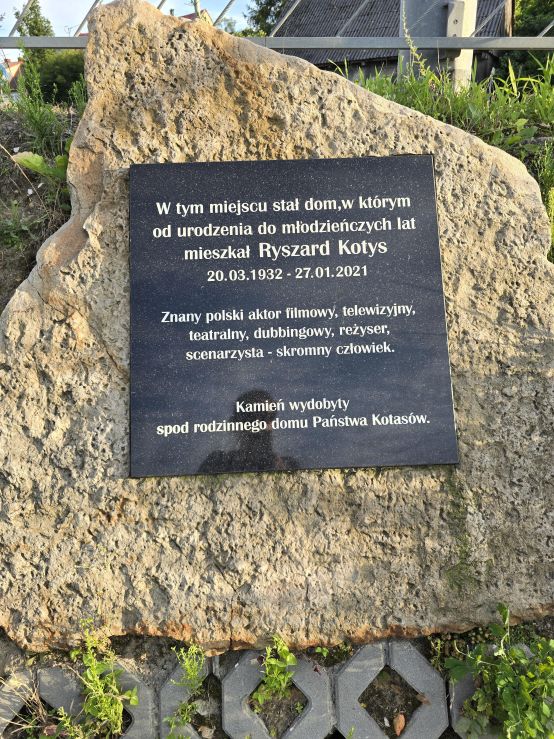 W tym miejscu stał dom,w którym
od urodzenia do młodzieńczych lat
mieszkał Ryszard Kotys
20.03.1932 - 27.01.2021
Znany polski aktor filmowy, telewizyjny,
teatralny, dubbingowy, reżyser,
scenarzysta - skromny człowiek.
Kamień wydobyty
spod rodzinnego domu Państwa Kotasów.